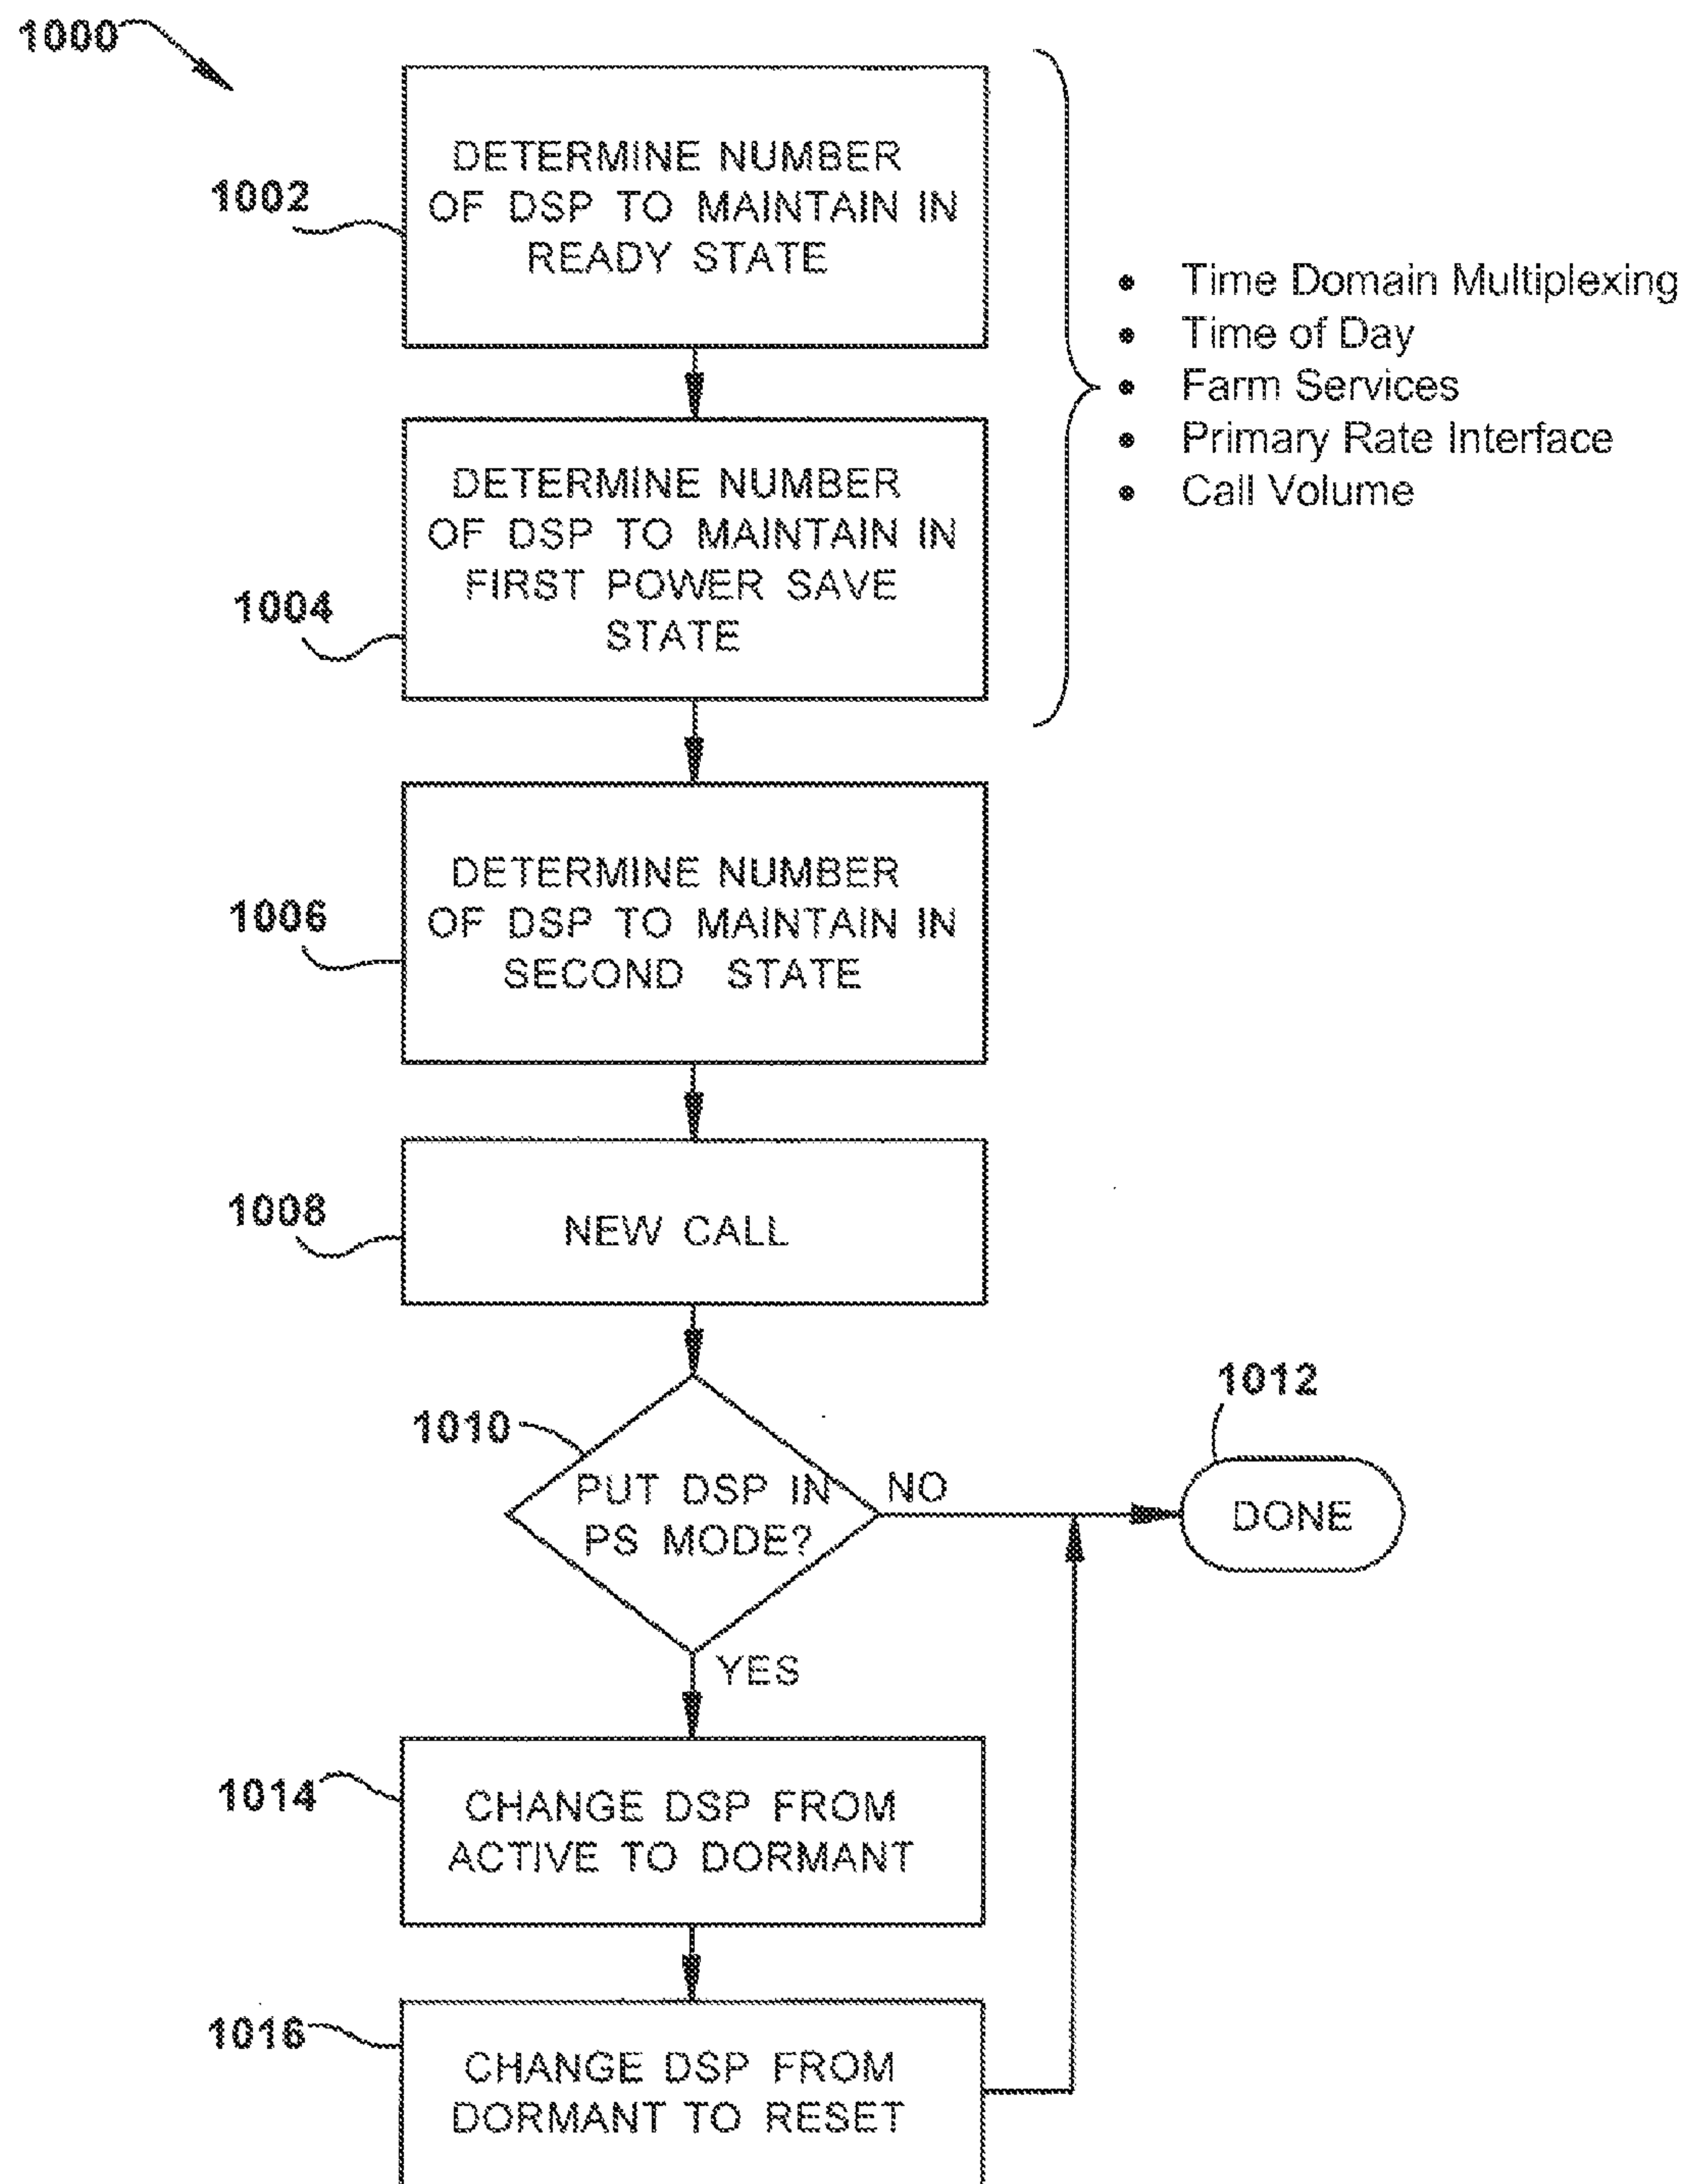 1000
1002
DETERMINE NUMBER
OF DSP TO MAINTAIN IN
READY STATE
• Time Domain Multiplexing
• Time of Day
• Farm Services
• Primary Rate Interface
• Call Volume
1004
DETERMINE NUMBER
OF DSP TO MAINTAIN IN
FIRST POWER SAVE
STATE
1006
DETERMINE NUMBER
OF DSP TO MAINTAIN IN
SECOND STATE
1008
NEW CALL
1010
PUT DSP IN
PS MODE?
NO
1012
DONE
YES
1014
CHANGE DSP FROM
ACTIVE TO DORMANT
1016
CHANGE DSP FROM
DORMANT TO RESET